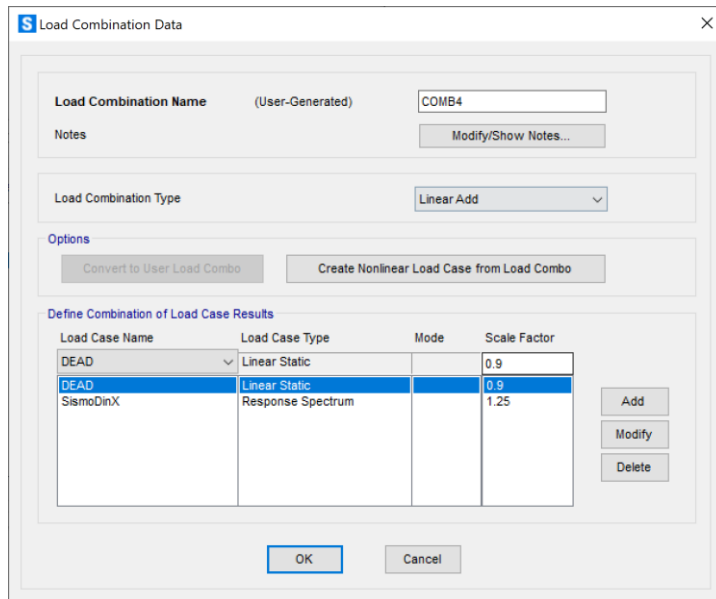 S Load Combination Data
Load Combination Name (User-Generated) COMB4
Notes Modify/Show Notes...
Load Combination Type Linear Add
Options
Convert to User Load Combo Create Nonlinear Load Case from Load Combo
Define Combination of Load Case Results
Load Case Name Load Case Type Mode Scale Factor
DEAD Linear Static 0.9
DEAD Linear Static 0.9
SismoDinX Response Spectrum 1.25
Add
Modify
Delete
OK Cancel